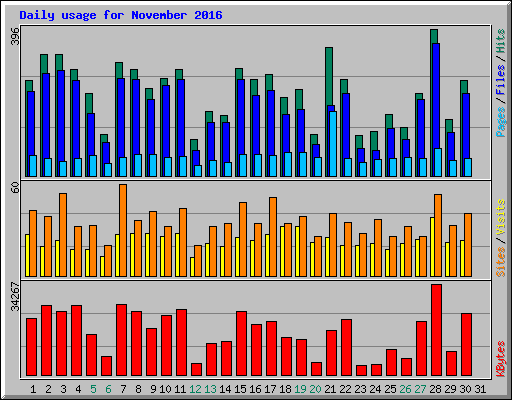 Daily usage for November 2016
396
Pages / Files / Hits
60
Sites / Visits
34267
KBytes
1 2 3 4 5 6 7 8 9 10 11 12 13 14 15 16 17 18 19 20 21 22 23 24 25 26 27 28 29 30 31